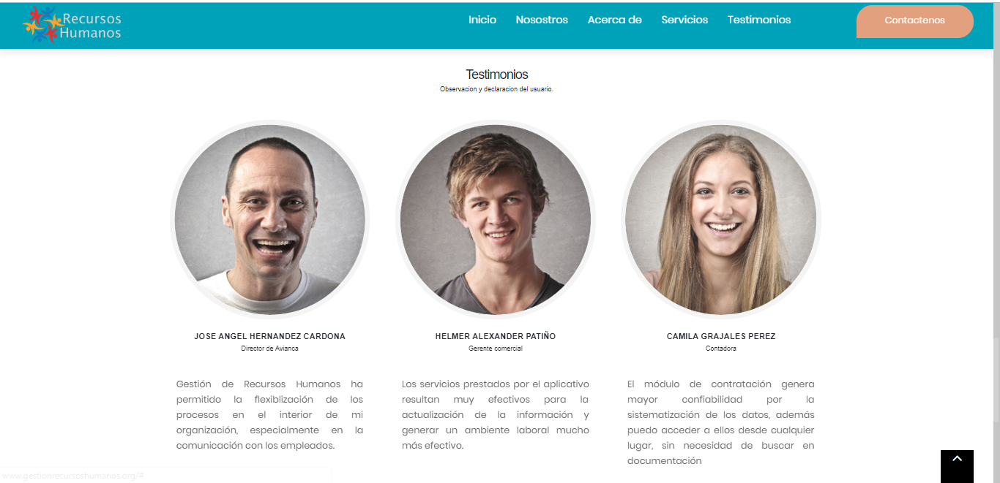 Recursos
Humanos
Inicio
Nosostros
Acerca de
Servicios
Testimonios
Contactenos
Testimonios
Observacion y declaracion del usuario.
JOSE ANGEL HERNANDEZ CARDONA
Director de Avianca
Gestión de Recursos Humanos ha
permitido la flexiblización de los
procesos en el interior de mi
organización, especialmente en la
comunicación con los empleados.
HELMER ALEXANDER PATIÑO
Gerente comercial
Los servicios prestados por el aplicativo
resultan muy efectivos para la
actualización de la información y
generar un ambiente laboral mucho
más efectivo.
CAMILA GRAJALES PEREZ
Contadora
El módulo de contratación genera
mayor confiabilidad por la
sistematización de los datos, además
puedo acceder a ellos desde cualquier
lugar, sin necesidad de buscar en
documentación
www.gestionrecursoshumanos.org/#